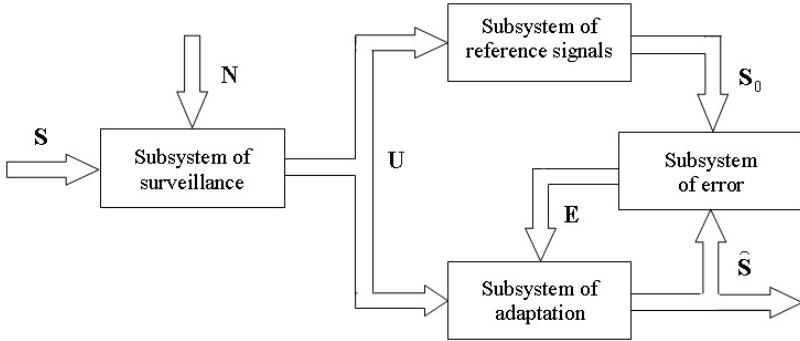 Subsystem of
reference signals
N
S₀
S
Subsystem of
surveillance
U
Subsystem
of error
E
Ŝ
Subsystem of
adaptation